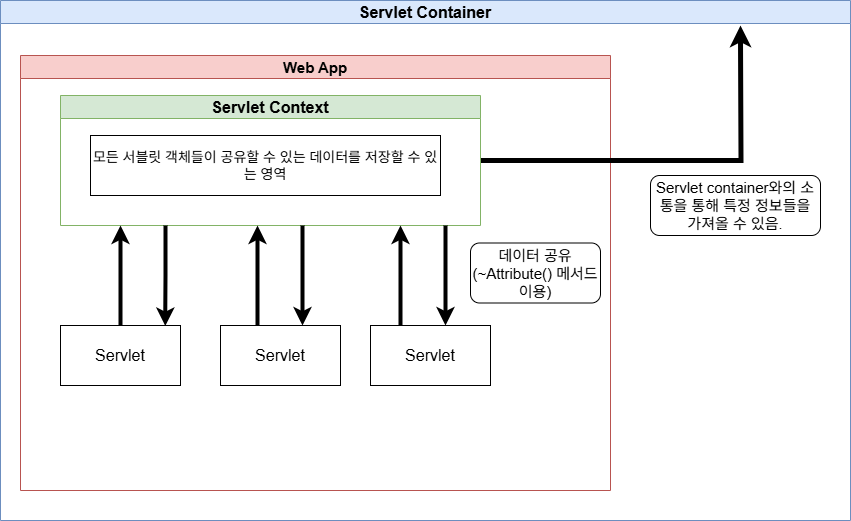 Servlet Container
Web App
Servlet Context
모든 서블릿 객체들이 공유할 수 있는 데이터를 저장할 수 있
는 영역
Servlet container와의 소
통을 통해 특정 정보들을
가져올 수 있음.
데이터 공유
(~Attribute() 메서드
이용)
Servlet
Servlet
Servlet